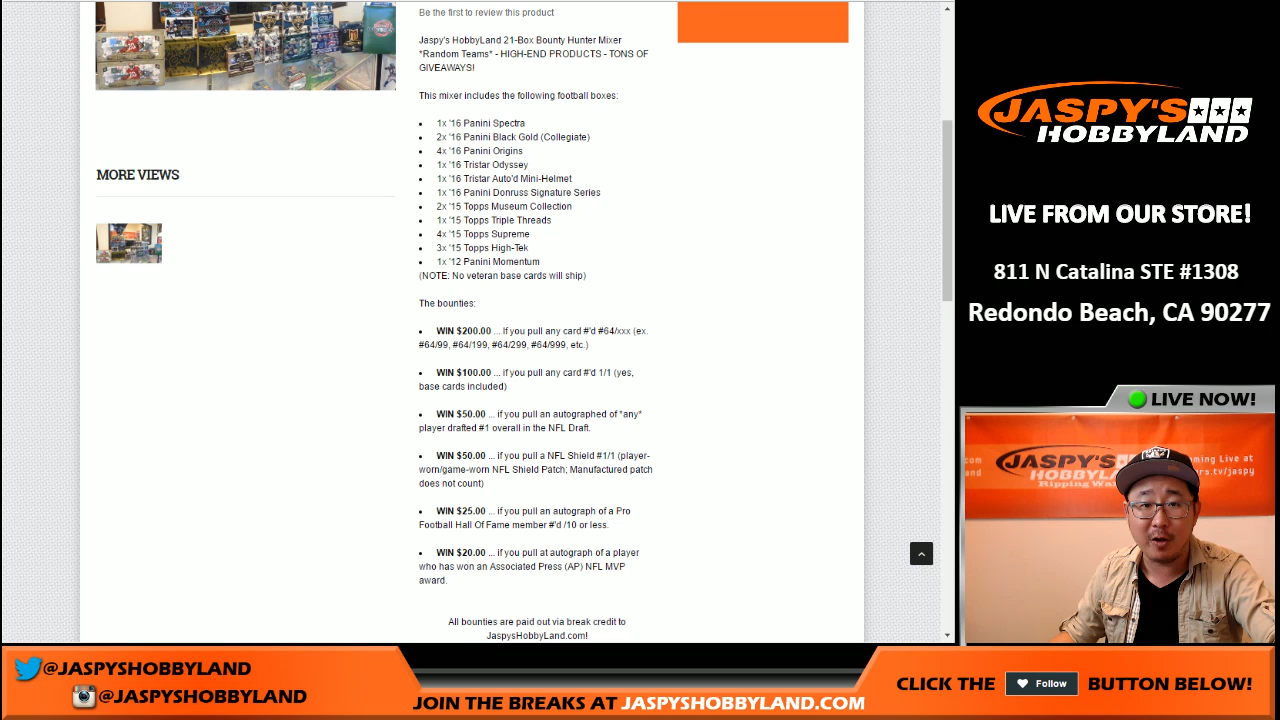 Be the first to review this product
Jaspy's HobbyLand 21-Box Bounty Hunter Mixer
*Random Teams* - HIGH-END PRODUCTS - TONS OF
GIVEAWAYS!
This mixer includes the following football boxes:
• 1x '16 Panini Spectra
• 2x '16 Panini Black Gold (Collegiate)
• 4x '16 Panini Origins
• 1x '16 Tristar Odyssey
• 1x '16 Tristar Auto'd Mini-Helmet
• 1x '16 Panini Donruss Signature Series
• 2x '15 Topps Museum Collection
• 1x '15 Topps Triple Threads
• 4x '15 Topps Supreme
• 3x '15 Topps High-Tek
• 1x '12 Panini Momentum
(NOTE: No veteran base cards will ship)
The bounties:
• WIN $200.00 ... If you pull any card #'d #64/xxx (ex.
#64/99, #64/199, #64/299, #64/999, etc.)
• WIN $100.00 ... if you pull any card #'d 1/1 (yes,
base cards included)
• WIN $50.00 ... if you pull an autographed of *any*
player drafted #1 overall in the NFL Draft.
• WIN $50.00 ... if you pull a NFL Shield #1/1 (player-
worn/game-worn NFL Shield Patch; Manufactured patch
does not count)
• WIN $25.00 ... if you pull an autograph of a Pro
Football Hall Of Fame member #'d /10 or less.
• WIN $20.00 ... if you pull at autograph of a player
who has won an Associated Press (AP) NFL MVP
award.
All bounties are paid out via break credit to
JaspysHobbyLand.com!
MORE VIEWS
JASPY'S
HOBBYLAND
LIVE FROM OUR STORE!
811 N Catalina STE #1308
Redondo Beach, CA 90277
LIVE NOW!
JASPY'S
HOBBYLAND
Ripping Wa
.com
land
ming Live at
rs.tv/jaspy
@JASPYSHOBBYLAND
@JASPYSHOBBYLAND
JOIN THE BREAKS AT JASPYSHOBBYLAND.COM
CLICK THE Follow BUTTON BELOW!